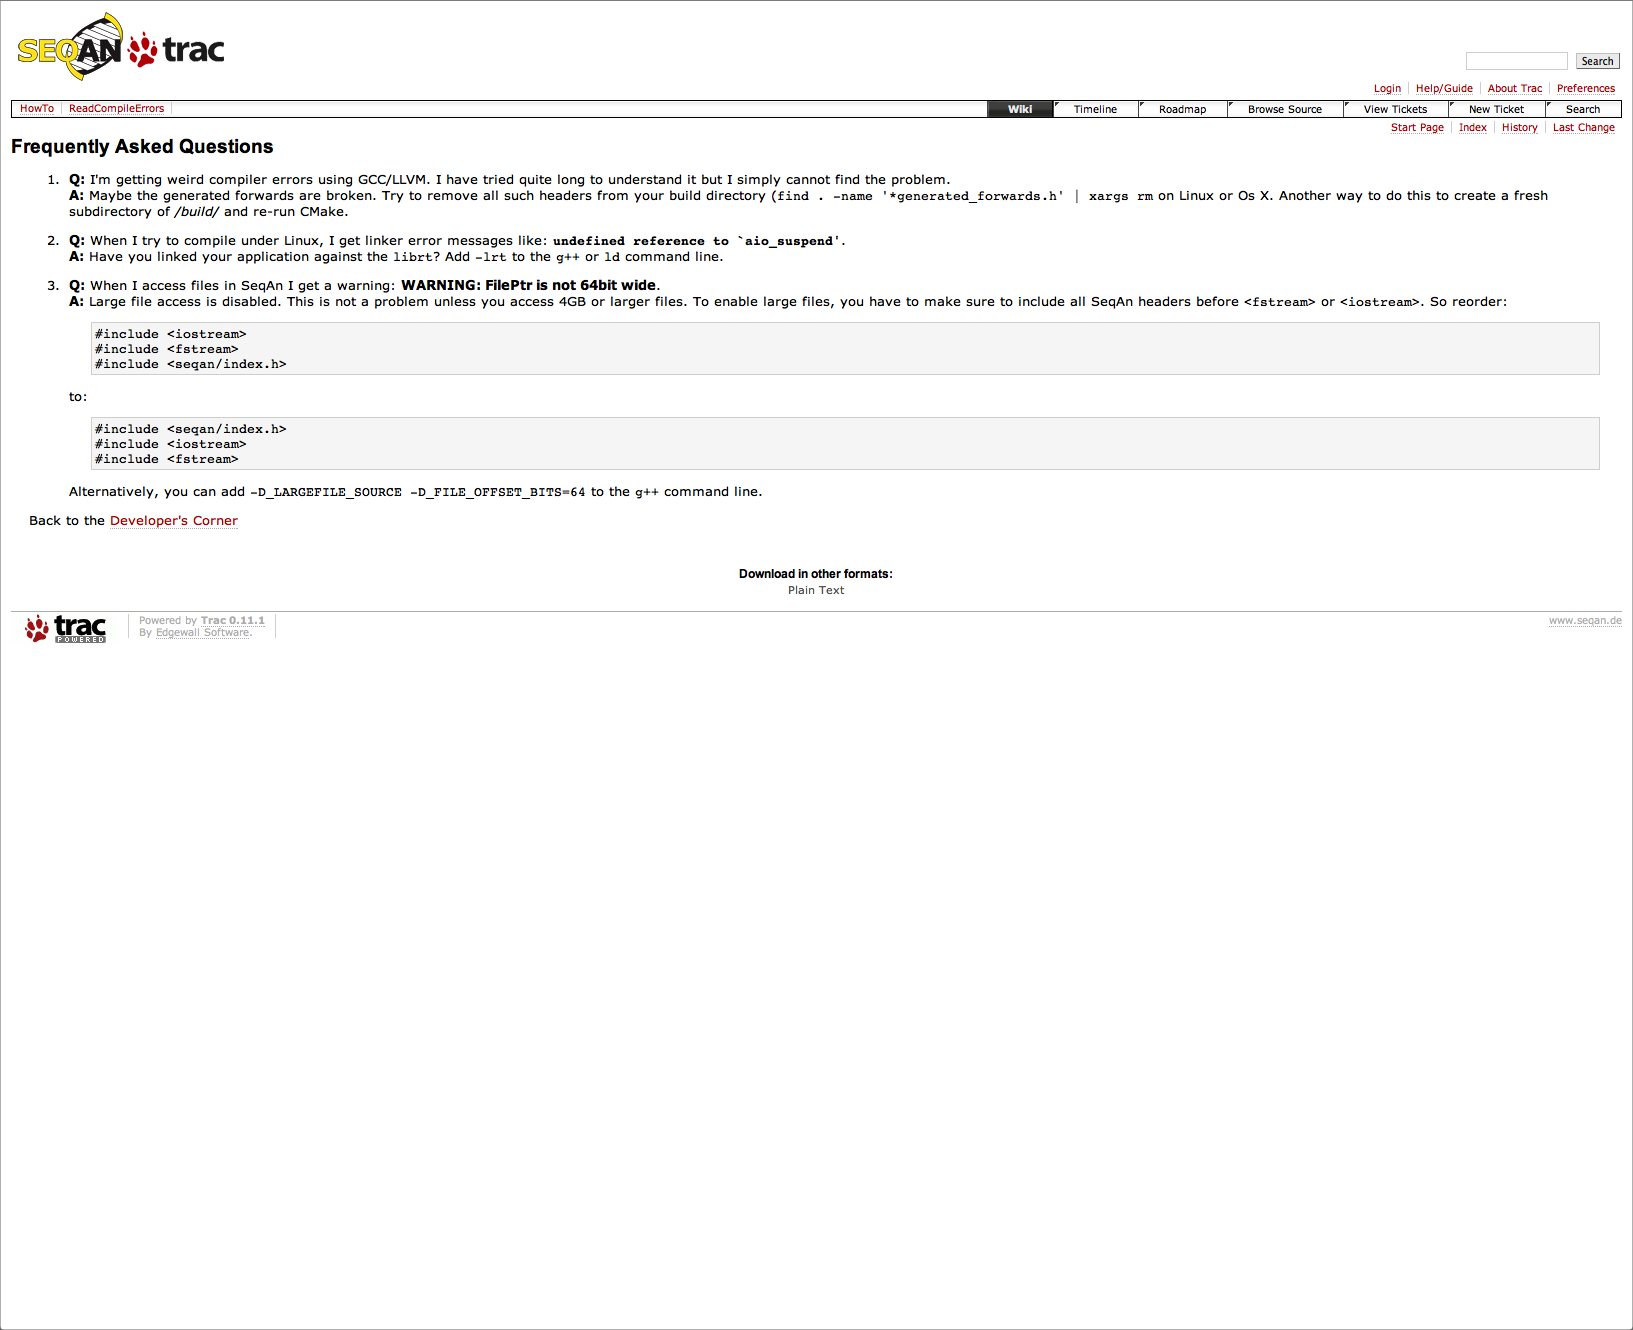 SEQAN trac
Search
Login Help/Guide About Trac Preferences
HowTo ReadCompileErrors Wiki Timeline Roadmap Browse Source View Tickets New Ticket Search
Start Page Index History Last Change
Frequently Asked Questions
1. Q: I'm getting weird compiler errors using GCC/LLVM. I have tried quite long to understand it but I simply cannot find the problem.
A: Maybe the generated forwards are broken. Try to remove all such headers from your build directory (find . -name '*generated_forwards.h' | xargs rm on Linux or Os X. Another way to do this to create a fresh
subdirectory of /build/ and re-run CMake.
2. Q: When I try to compile under Linux, I get linker error messages like: undefined reference to `aio_suspend'.
A: Have you linked your application against the librt? Add -lrt to the g++ or ld command line.
3. Q: When I access files in SeqAn I get a warning: WARNING: FilePtr is not 64bit wide.
A: Large file access is disabled. This is not a problem unless you access 4GB or larger files. To enable large files, you have to make sure to include all SeqAn headers before <fstream> or <iostream>. So reorder:
#include <iostream>
#include <fstream>
#include <seqan/index.h>
to:
#include <seqan/index.h>
#include <iostream>
#include <fstream>
Alternatively, you can add -D_LARGEFILE_SOURCE -D_FILE_OFFSET_BITS=64 to the g++ command line.
Back to the Developer's Corner
Download in other formats:
Plain Text
trac POWERED
Powered by Trac 0.11.1
By Edgewall Software.
www.seqan.de